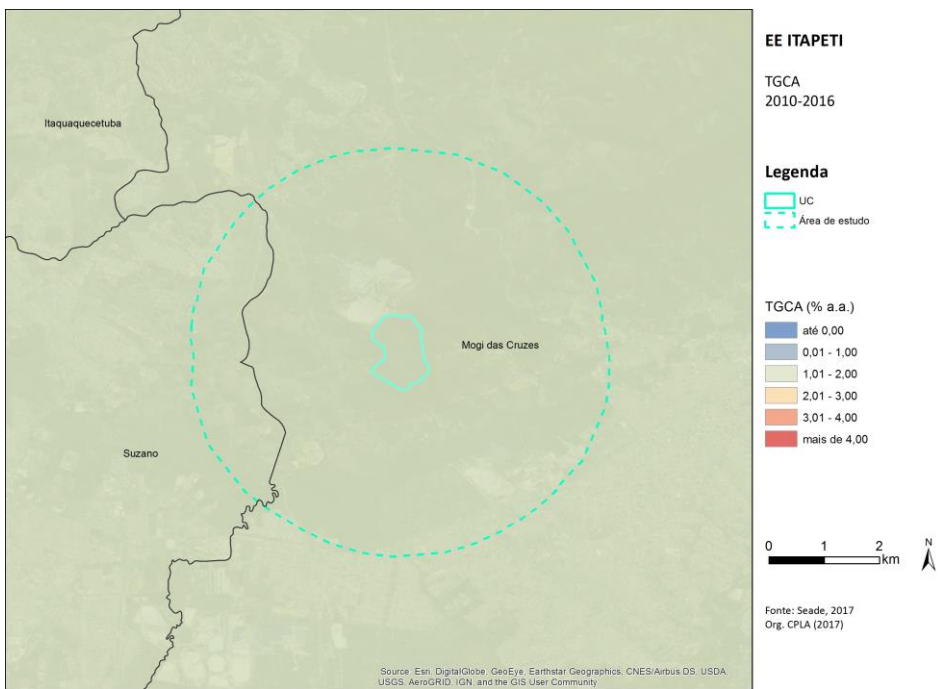 Itaquaquecetuba
Mogi das Cruzes
Suzano
Source: Esri, DigitalGlobe, GeoEye, Earthstar Geographics, CNES/Airbus DS, USDA,
USGS, AeroGRID, IGN, and the GIS User Community
EE ITAPETI
TGCA
2010-2016
Legenda
UC
Área de estudo
TGCA (% a.a.)
até 0,00
0,01 - 1,00
1,01 - 2,00
2,01 - 3,00
3,01 - 4,00
mais de 4,00
0 1 2
km
N
Fonte: Seade, 2017
Org. CPLA (2017)